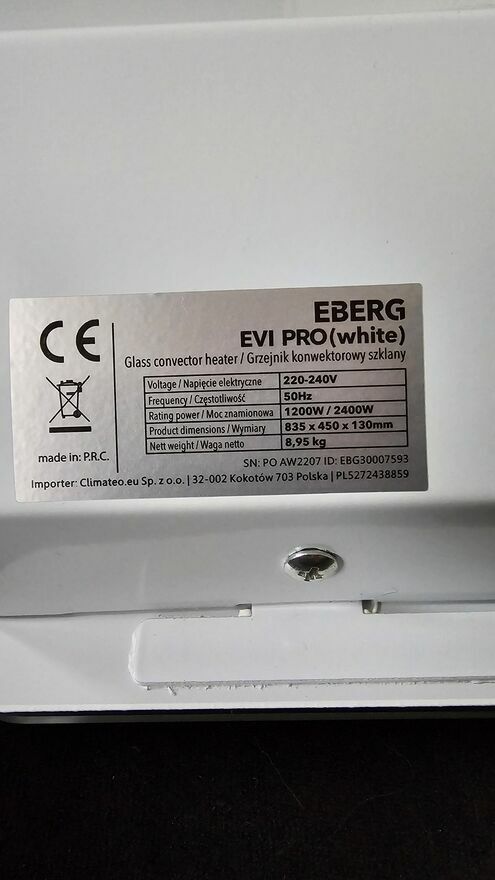 EBERG
EVI PRO(white)
Glass convector heater / Grzejnik konwektorowy szklany
Voltage / Napięcie elektryczne 220-240V
Frequency / Częstotliwość 50Hz
Rating power / Moc znamionowa 1200W / 2400W
Product dimensions / Wymiary 835 x 450 x 130mm
Nett weight / Waga netto 8,95 kg
CE
made in: P.R.C.
SN: PO AW2207 ID: EBG30007593
Importer: Climateo.eu Sp. z o.o. | 32-002 Kokotów 703 Polska | PL5272438859